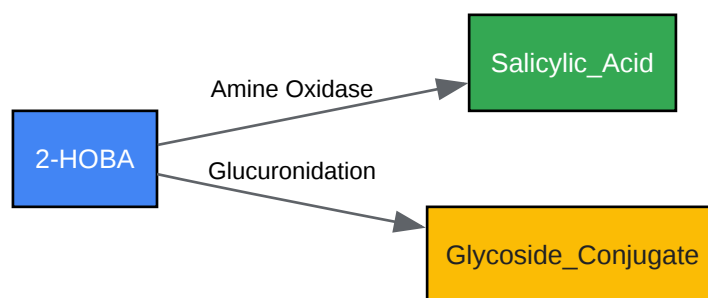 Salicylic_Acid
Amine Oxidase
2-HOBA
Glucuronidation
Glycoside_Conjugate